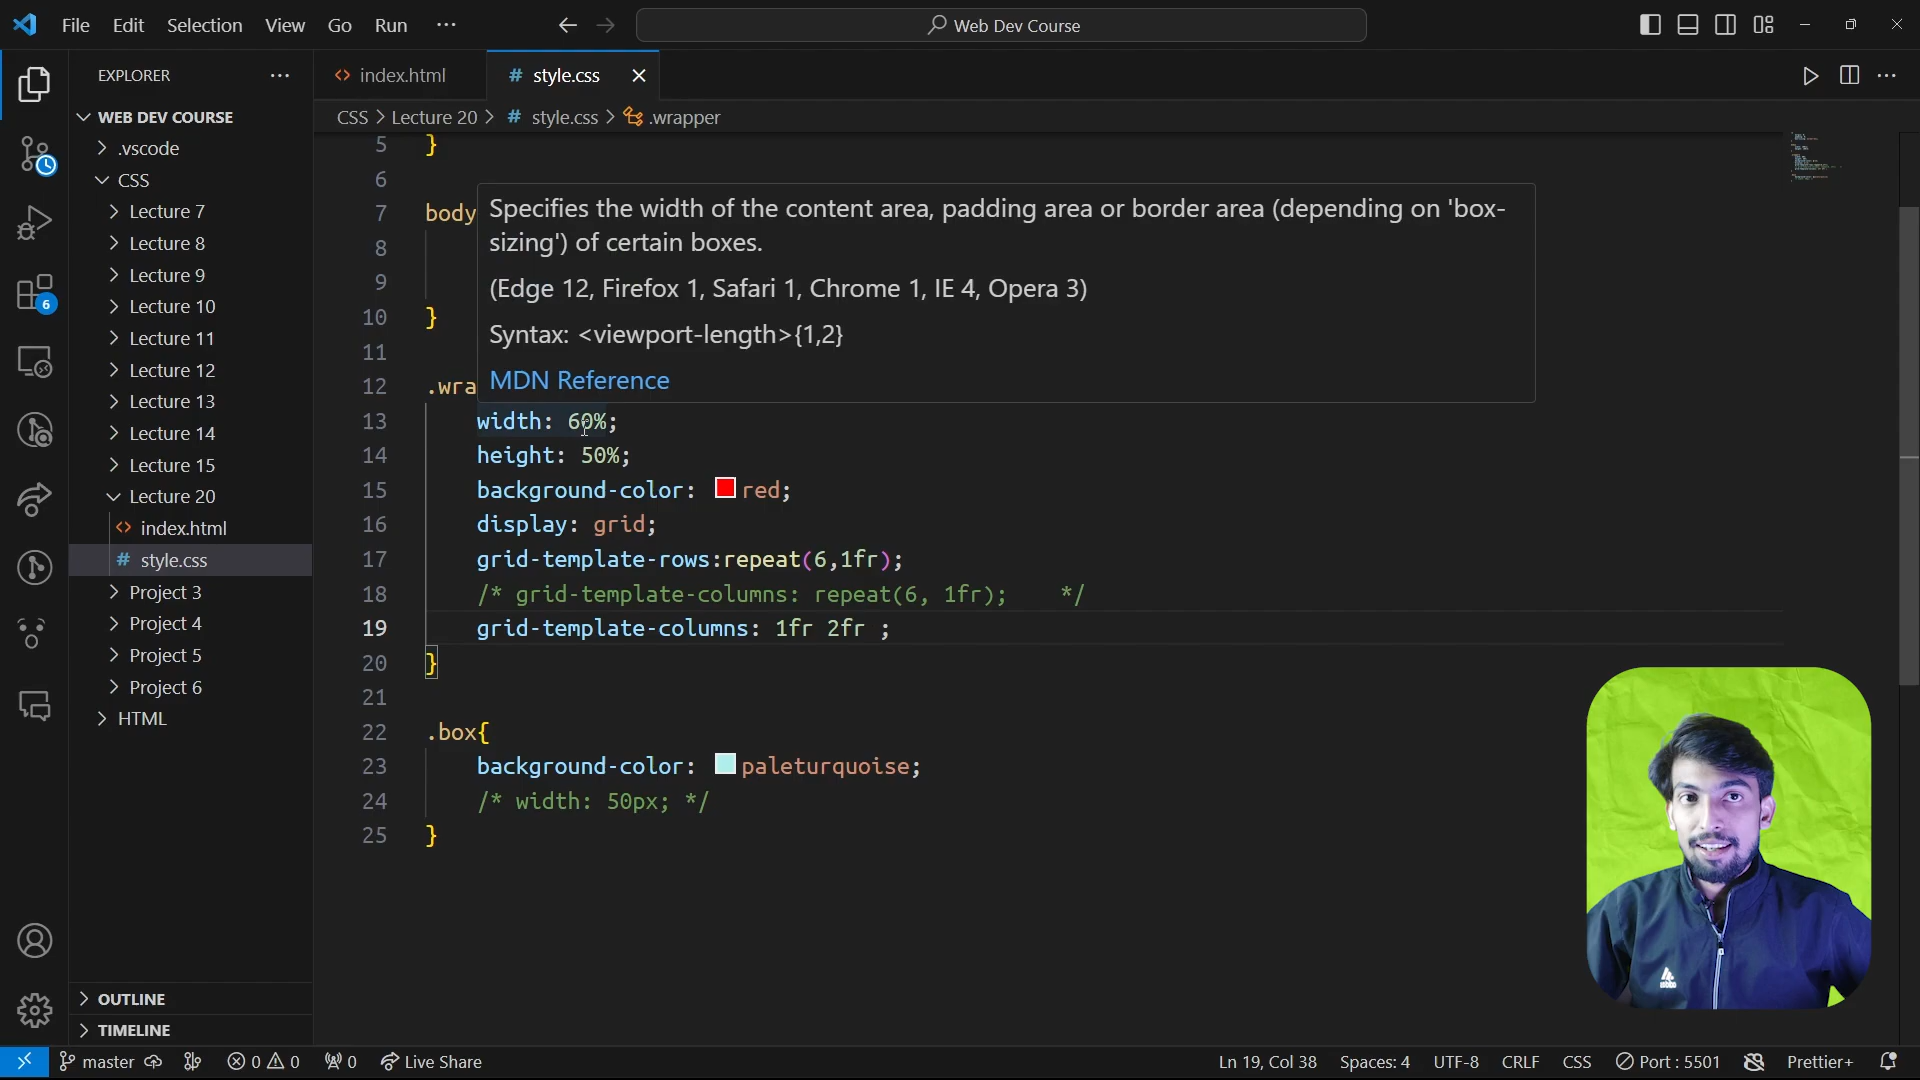 File Edit Selection View Go Run ···
Web Dev Course
EXPLORER ···
index.html
# style.css
CSS > Lecture 20 > # style.css > .wrapper
WEB DEV COURSE
.vscode
CSS
Lecture 7
Lecture 8
Lecture 9
Lecture 10
Lecture 11
Lecture 12
Lecture 13
Lecture 14
Lecture 15
Lecture 20
<> index.html
# style.css
Project 3
Project 4
Project 5
Project 6
HTML
OUTLINE
TIMELINE
6
5 }
6
7 body
8
9
10 }
11
12 .wra
Specifies the width of the content area, padding area or border area (depending on 'box-
sizing') of certain boxes.
(Edge 12, Firefox 1, Safari 1, Chrome 1, IE 4, Opera 3)
Syntax: <viewport-length>{1,2}
MDN Reference
13 width: 60%;
14 height: 50%;
15 background-color: red;
16 display: grid;
17 grid-template-rows:repeat(6,1fr);
18 /* grid-template-columns: repeat(6, 1fr);    */
19 grid-template-columns: 1fr 2fr ;
20 }
21
22 .box{
23 background-color: paleturquoise;
24 /* width: 50px; */
25 }
master 0 0 0 Live Share
Ln 19, Col 38 Spaces: 4 UTF-8 CRLF CSS Port : 5501 Prettier+